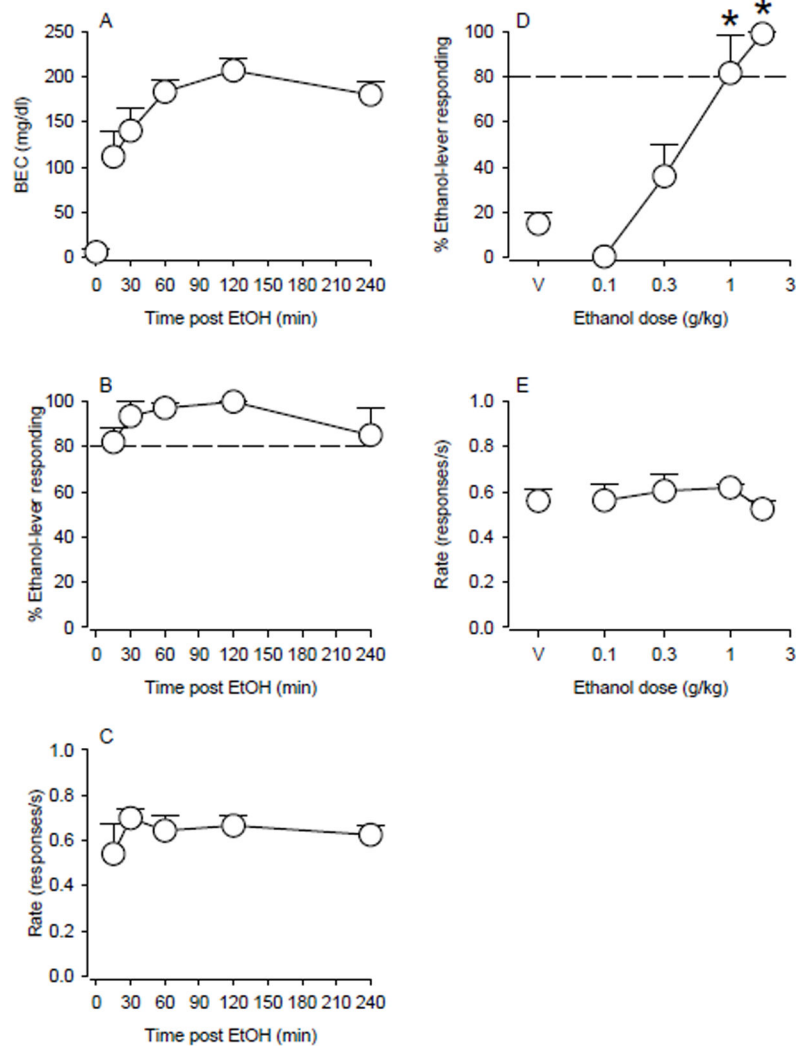 A
250
200
150
100
50
0
BEC (mg/dl)
0 30 60 90 120 150 180 210 240
Time post EtOH (min)
B
100
80
60
40
20
0
% Ethanol-lever responding
0 30 60 90 120 150 180 210 240
Time post EtOH (min)
C
1.0
0.8
0.6
0.4
0.2
0.0
Rate (responses/s)
0 30 60 90 120 150 180 210 240
Time post EtOH (min)
D
* *
100
80
60
40
20
0
% Ethanol-lever responding
V 0.1 0.3 1 3
Ethanol dose (g/kg)
E
1.0
0.8
0.6
0.4
0.2
0.0
Rate (responses/s)
V 0.1 0.3 1 3
Ethanol dose (g/kg)